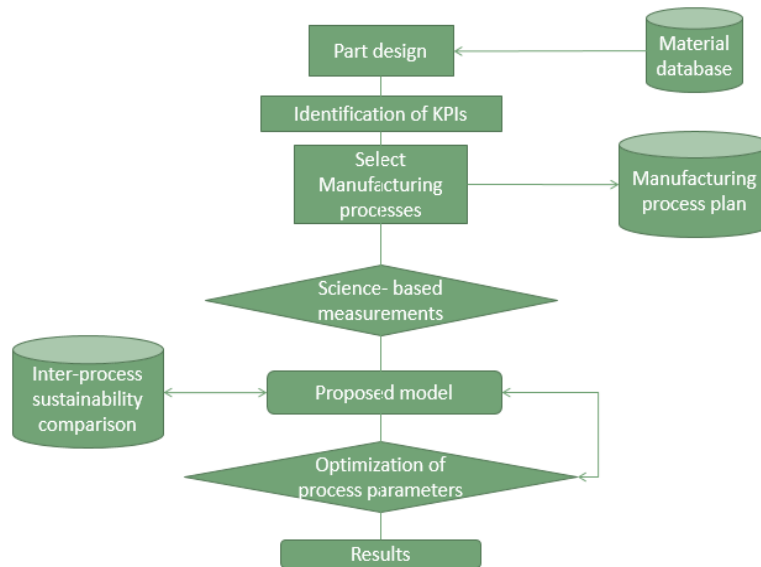 Part design
Material
database
Identification of KPIs
Select
Manufacturing
processes
Manufacturing
process plan
Science- based
measurements
Inter-process
sustainability
comparison
Proposed model
Optimization of
process parameters
Results